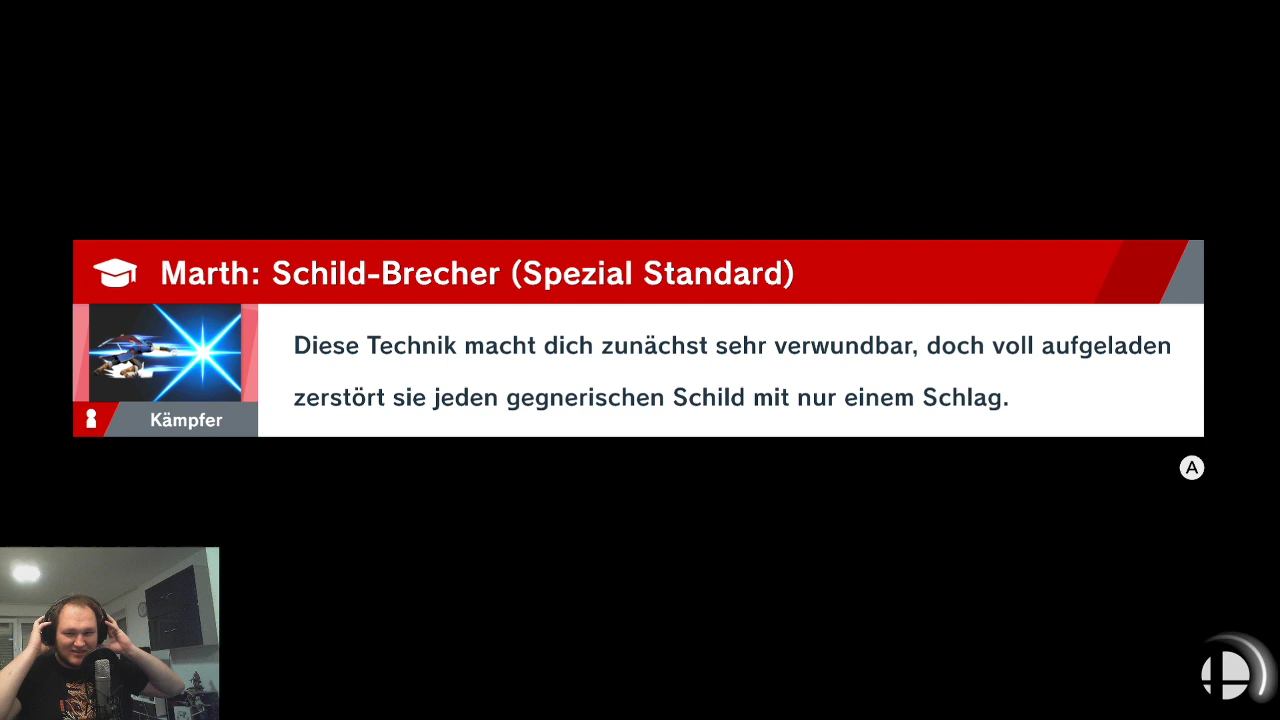 Marth: Schild-Brecher (Spezial Standard)
Diese Technik macht dich zunächst sehr verwundbar, doch voll aufgeladen
zerstört sie jeden gegnerischen Schild mit nur einem Schlag.
Kämpfer
A